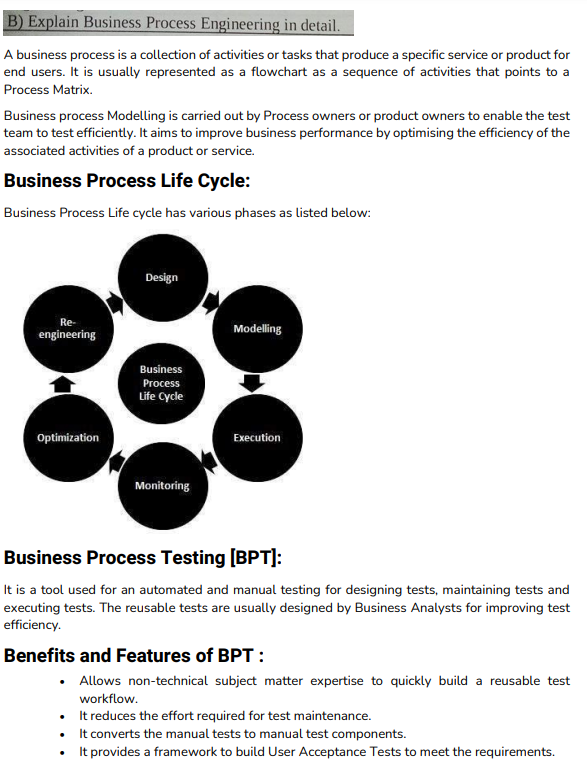 B) Explain Business Process Engineering in detail.
A business process is a collection of activities or tasks that produce a specific service or product for
end users. It is usually represented as a flowchart as a sequence of activities that points to a
Process Matrix.
Business process Modelling is carried out by Process owners or product owners to enable the test
team to test efficiently. It aims to improve business performance by optimising the efficiency of the
associated activities of a product or service.
Business Process Life Cycle:
Business Process Life cycle has various phases as listed below:
Design
Re-
engineering
Modelling
Business
Process
Life Cycle
Optimization
Execution
Monitoring
Business Process Testing [BPT]:
It is a tool used for an automated and manual testing for designing tests, maintaining tests and
executing tests. The reusable tests are usually designed by Business Analysts for improving test
efficiency.
Benefits and Features of BPT :
• Allows non-technical subject matter expertise to quickly build a reusable test
workflow.
• It reduces the effort required for test maintenance.
• It converts the manual tests to manual test components.
• It provides a framework to build User Acceptance Tests to meet the requirements.